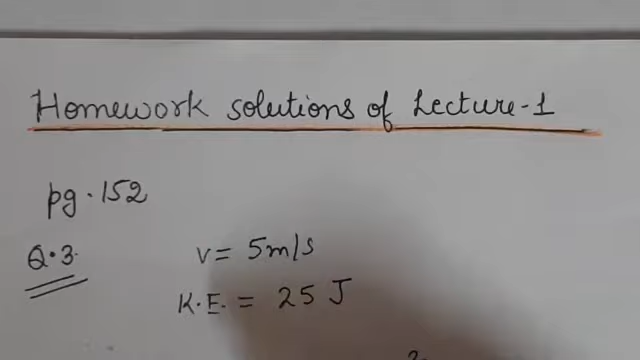 Homework solutions of Lecture-1
pg.152
Q.3.
v = 5m/s
K.E. = 25 J